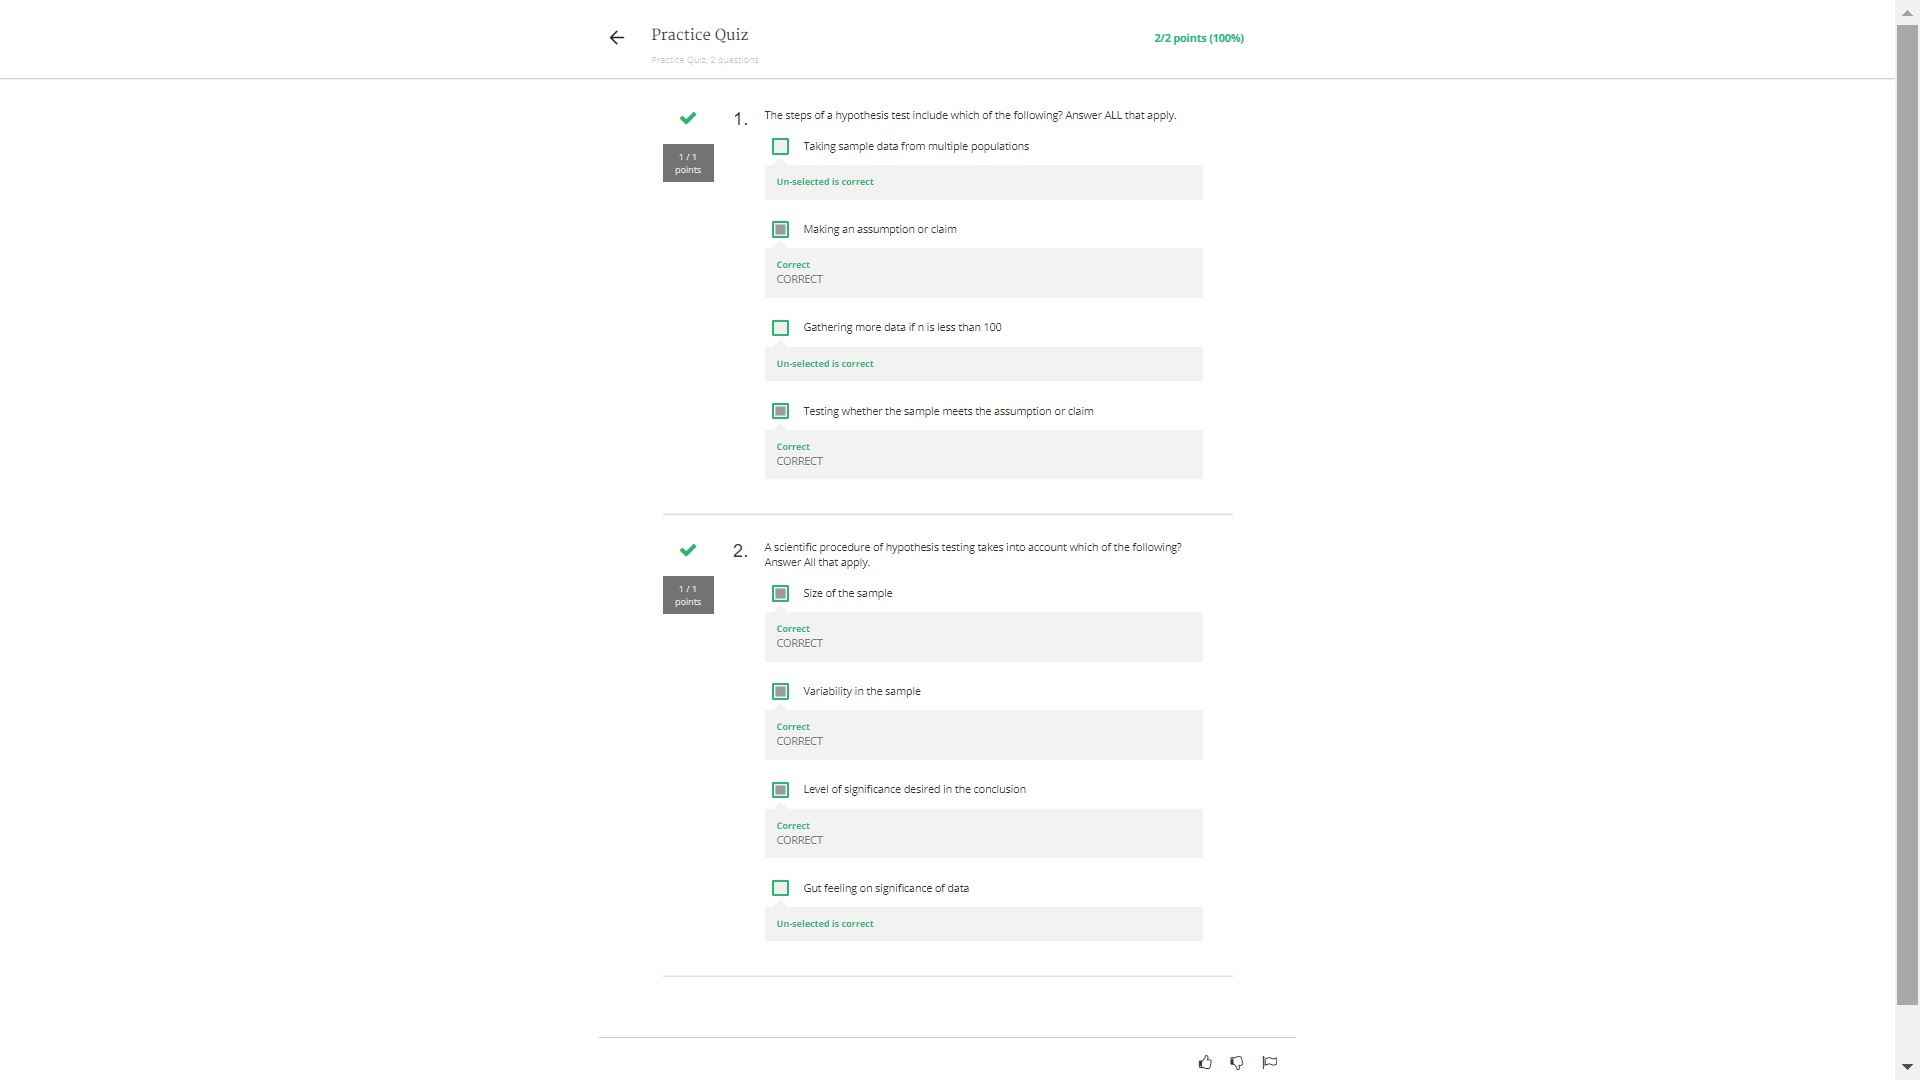 Practice Quiz
2/2 points (100%)
Practice Quiz, 2 questions
1 / 1
points
1.
The steps of a hypothesis test include which of the following? Answer ALL that apply.
Taking sample data from multiple populations
Un-selected is correct
Making an assumption or claim
Correct
CORRECT
Gathering more data if n is less than 100
Un-selected is correct
Testing whether the sample meets the assumption or claim
Correct
CORRECT
1 / 1
points
2.
A scientific procedure of hypothesis testing takes into account which of the following?
Answer All that apply.
Size of the sample
Correct
CORRECT
Variability in the sample
Correct
CORRECT
Level of significance desired in the conclusion
Correct
CORRECT
Gut feeling on significance of data
Un-selected is correct